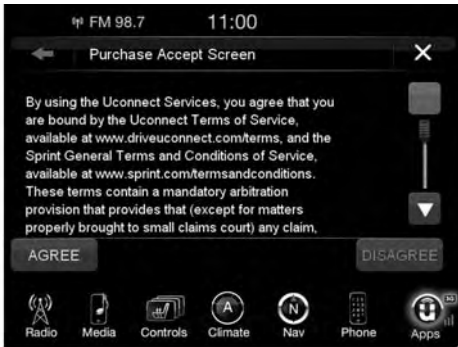 FM 98.7 11:00
Purchase Accept Screen
By using the Uconnect Services, you agree that you
are bound by the Uconnect Terms of Service,
available at www.driveuconnect.com/terms, and the
Sprint General Terms and Conditions of Service,
available at www.sprint.com/termsandconditions.
These terms contain a mandatory arbitration
provision that provides that (except for matters
properly brought to small claims court) any claim,
AGREE DISAGREE
A N 3G
Radio Media Controls Climate Nav Phone Apps